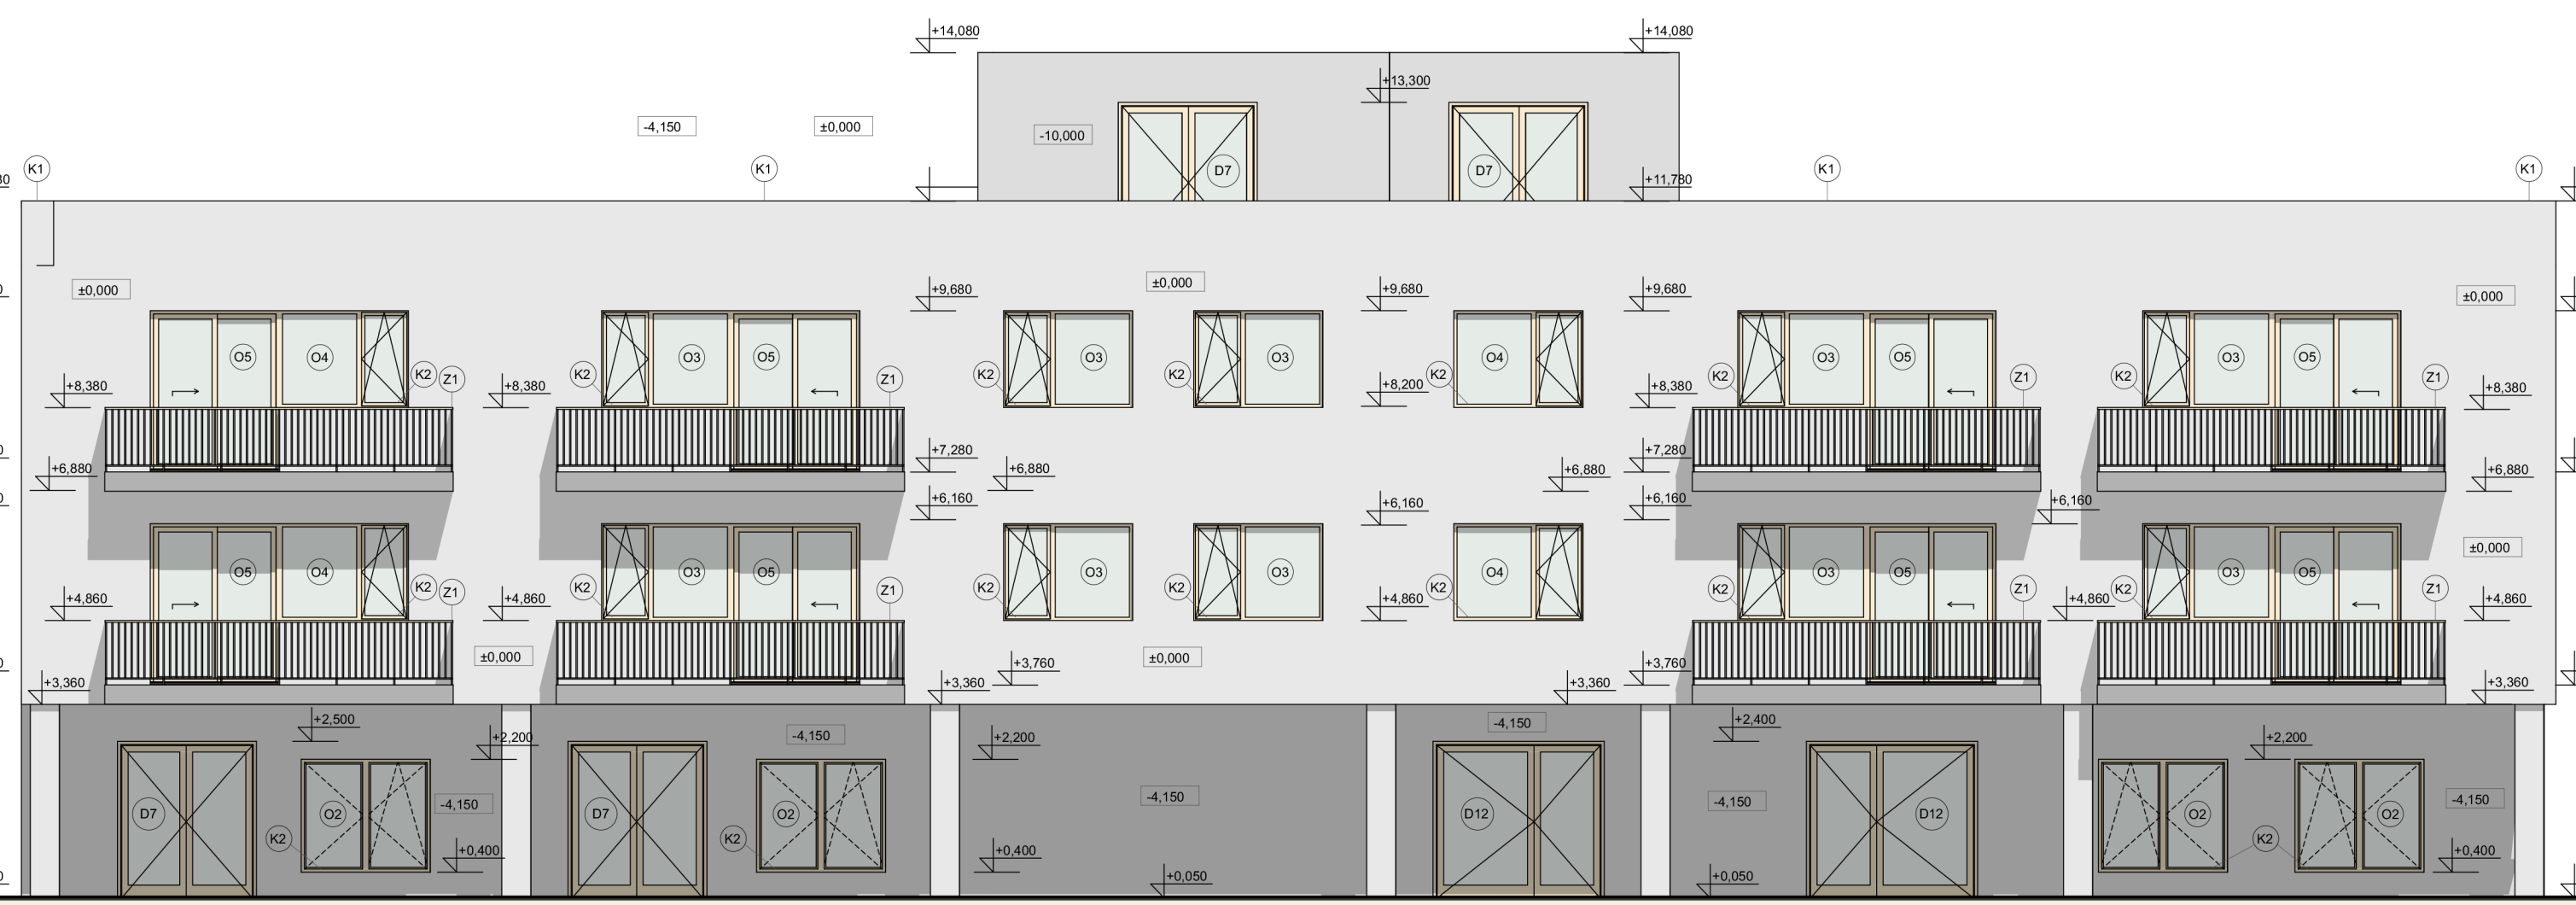 +14,080 +14,080
+13,300
-4,150 ±0,000 -10,000
K1 K1 D7 D7 K1 K1
+11,780
±0,000 +9,680 ±0,000 +9,680 +9,680 ±0,000
O5 O4 O3 O5 O3 O3 O4 O3 O5 O3 O5
K2 Z1 K2 Z1 K2 K2 K2 K2 Z1 K2 Z1
+8,380 +8,380 +8,200 +8,380 +8,380
+6,880 +7,280 +6,880 +6,880 +7,280 +6,880
+6,160 +6,160 +6,160 +6,160
±0,000
O5 O4 O3 O5 O3 O3 O4 O3 O5 O3 O5
K2 Z1 K2 Z1 K2 K2 K2 K2 Z1 K2 Z1
+4,860 +4,860 +4,860 +4,860 +4,860
±0,000 +3,760 ±0,000 +3,760
+3,360 +3,360 +3,360 +3,360
+2,500 -4,150 -4,150 +2,400
+2,200 +2,200 +2,200
-4,150 -4,150 -4,150 -4,150
D7 O2 D7 O2 D12 D12 O2 O2
K2 K2 K2
+0,400 +0,400 +0,400
+0,050 +0,050